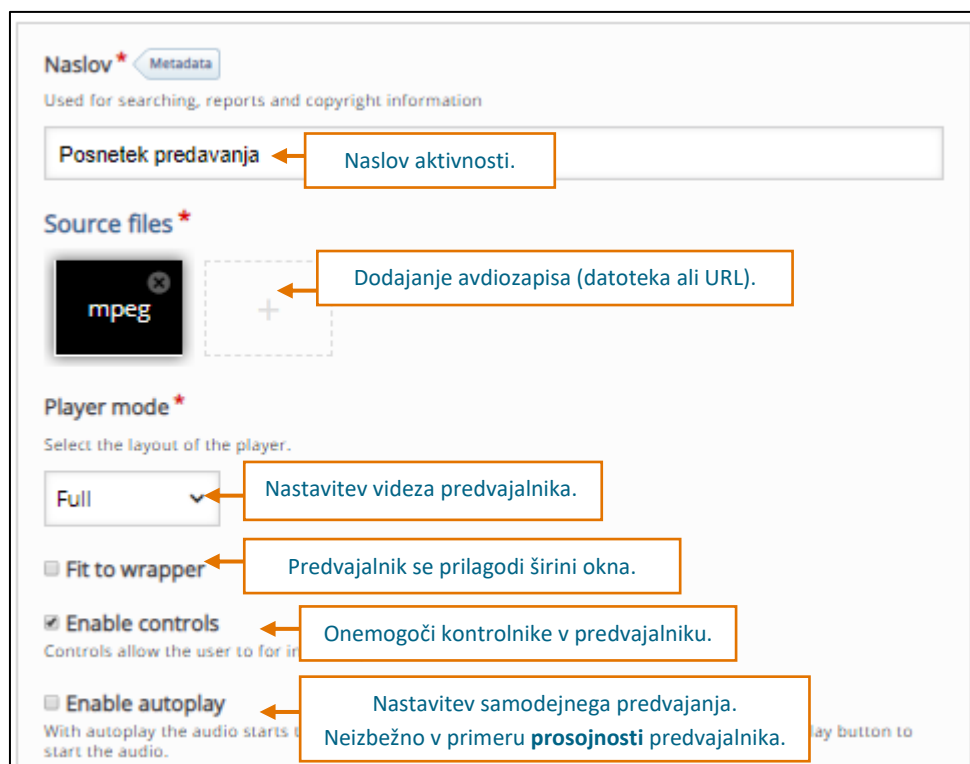 Naslov * Metadata
Used for searching, reports and copyright information
Posnetek predavanja
Naslov aktivnosti.
Source files *
mpeg
+
Dodajanje avdiozapisa (datoteka ali URL).
Player mode *
Select the layout of the player.
Full
Nastavitev videza predvajalnika.
Fit to wrapper
Predvajalnik se prilagodi širini okna.
Enable controls
Controls allow the user to for in
Onemogoči kontrolnike v predvajalniku.
Enable autoplay
With autoplay the audio starts
Nastavitev samodejnega predvajanja.
Neizbežno v primeru prosojnosti predvajalnika.
lay button to
start the audio.